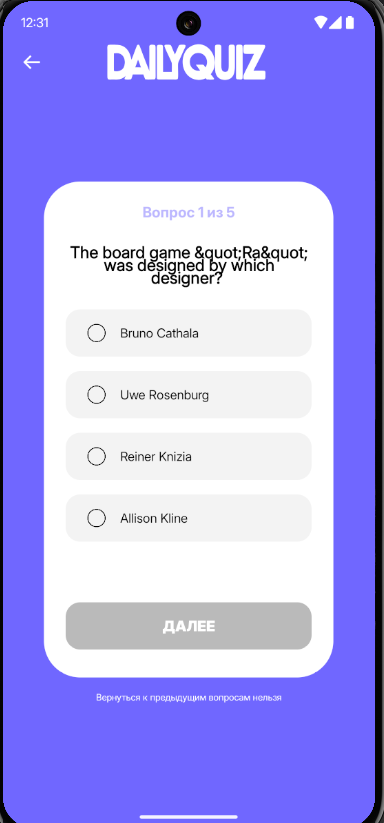 12:31
DAILYQUIZ
Вопрос 1 из 5
The board game &quot;Ra&quot;
was designed by which
designer?
Bruno Cathala
Uwe Rosenburg
Reiner Knizia
Allison Kline
ДАЛЕЕ
Вернуться к предыдущим вопросам нельзя